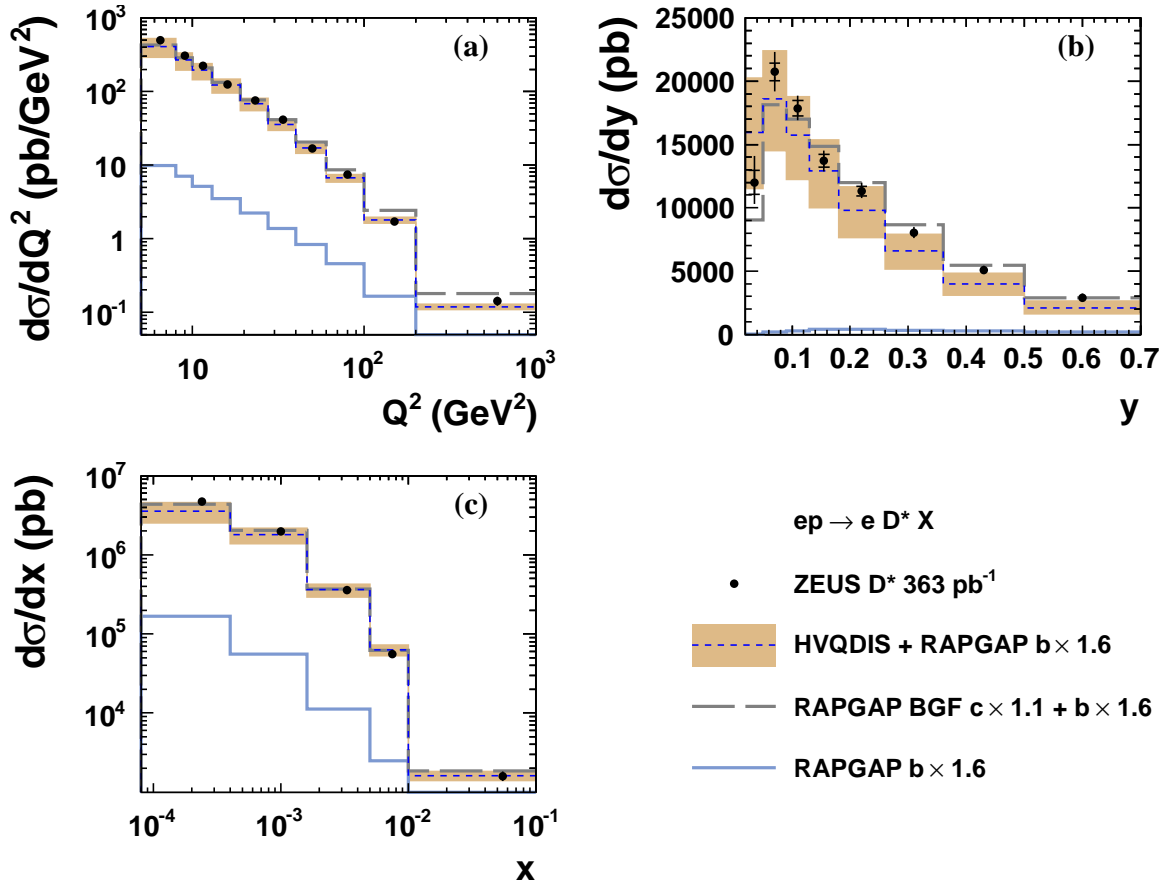 (a)
dσ/dQ² (pb/GeV²)
10³
10²
10
1
10⁻¹
10 10² 10³
Q² (GeV²)
(b)
dσ/dy (pb)
25000
20000
15000
10000
5000
0
0.1 0.2 0.3 0.4 0.5 0.6 0.7
y
(c)
dσ/dx (pb)
10⁷
10⁶
10⁵
10⁴
10⁻⁴ 10⁻³ 10⁻² 10⁻¹
x
ep → e D* X
ZEUS D* 363 pb⁻¹
HVQDIS + RAPGAP b × 1.6
RAPGAP BGF c × 1.1 + b × 1.6
RAPGAP b × 1.6